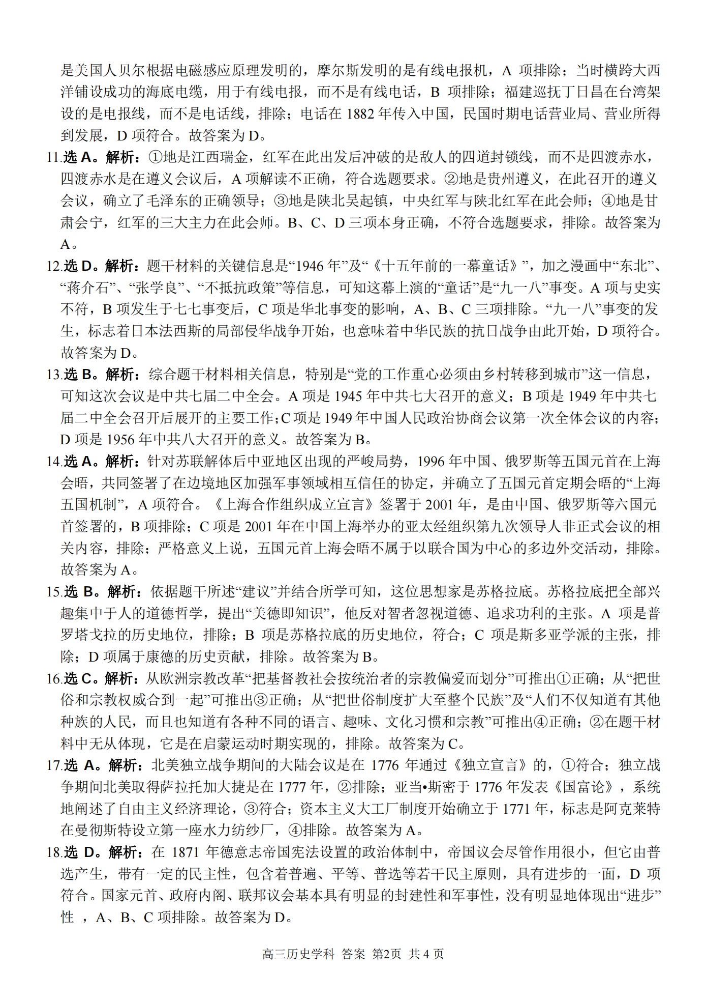 是美国人贝尔根据电磁感应原理发明的，摩尔斯发明的是有线电报机，A 项排除；当时横跨大西
洋铺设成功的海底电缆，用于有线电报，而不是有线电话，B 项排除；福建巡抚丁日昌在台湾架
设的是电报线，而不是电话线，排除；电话在 1882 年传入中国，民国时期电话营业局、营业所得
到发展，D 项符合。故答案为 D。
11.选 A。解析：①地是江西瑞金，红军在此出发后冲破的是敌人的四道封锁线，而不是四渡赤水，
四渡赤水是在遵义会议后，A 项解读不正确，符合选题要求。②地是贵州遵义，在此召开的遵义
会议，确立了毛泽东的正确领导；③地是陕北吴起镇，中央红军与陕北红军在此会师；④地是甘
肃会宁，红军的三大主力在此会师。B、C、D 三项本身正确，不符合选题要求，排除。故答案为
A。
12.选 D。解析：题干材料的关键信息是“1946 年”及“《十五年前的一幕童话》”，加之漫画中“东北”、
“蒋介石”、“张学良”、“不抵抗政策”等信息，可知这幕上演的“童话”是“九一八”事变。A 项与史实
不符，B 项发生于七七事变后，C 项是华北事变的影响，A、B、C 三项排除。“九一八”事变的发
生，标志着日本法西斯的局部侵华战争开始，也意味着中华民族的抗日战争由此开始，D 项符合。
故答案为 D。
13.选 B。解析：综合题干材料相关信息，特别是“党的工作重心必须由乡村转移到城市”这一信息，
可知这次会议是中共七届二中全会。A 项是 1945 年中共七大召开的意义；B 项是 1949 年中共七
届二中全会召开后展开的主要工作；C 项是 1949 年中国人民政治协商会议第一次全体会议的内容；
D 项是 1956 年中共八大召开的意义。故答案为 B。
14.选 A。解析：针对苏联解体后中亚地区出现的严峻局势，1996 年中国、俄罗斯等五国元首在上海
会晤，共同签署了在边境地区加强军事领域相互信任的协定，并确立了五国元首定期会晤的“上海
五国机制”，A 项符合。《上海合作组织成立宣言》签署于 2001 年，是由中国、俄罗斯等六国元
首签署的，B 项排除；C 项是 2001 年在中国上海举办的亚太经组织第九次领导人非正式会议的相
关内容，排除；严格意义上说，五国元首上海会晤不属于以联合国为中心的多边外交活动，排除。
故答案为 A。
15.选 B。解析：依据题干所述“建议”并结合所学可知，这位思想家是苏格拉底。苏格拉底把全部兴
趣集中于人的道德哲学，提出“美德即知识”，他反对智者忽视道德、追求功利的主张。A 项是普
罗塔戈拉的历史地位，排除；B 项是苏格拉底的历史地位，符合；C 项是斯多亚学派的主张，排
除；D 项属于康德的历史贡献，排除。故答案为 B。
16.选 C。解析：从欧洲宗教改革“把基督教社会按统治者的宗教偏爱而划分”可推出①正确；从“把世
俗和宗教权威合到一起”可推出③正确；从“把世俗制度扩大至整个民族”及“人们不仅知道有其他
种族的人民，而且也知道有各种不同的语言、趣味、文化习惯和宗教”可推出④正确；②在题干材
料中无从体现，它是在启蒙运动时期实现的，排除。故答案为 C。
17.选 A。解析：北美独立战争期间的大陆会议是在 1776 年通过《独立宣言》的，①符合；独立战
争期间北美取得萨拉托加大捷是在 1777 年，②排除；亚当•斯密于 1776 年发表《国富论》，系统
地阐述了自由主义经济理论，③符合；资本主义大工厂制度开始确立于 1771 年，标志是阿克莱特
在曼彻斯特设立第一座水力纺纱厂，④排除。故答案为 A。
18.选 D。解析：在 1871 年德意志帝国宪法设置的政治体制中，帝国议会尽管作用很小，但它由普
选产生，带有一定的民主性，包含着普遍、平等、普选等若干民主原则，具有进步的一面，D 项
符合。国家元首、政府内阁、联邦议会基本具有明显的封建性和军事性，没有明显地体现出“进步”
性 ，A、B、C 项排除。故答案为 D。
高三历史学科 答案 第2页 共 4 页